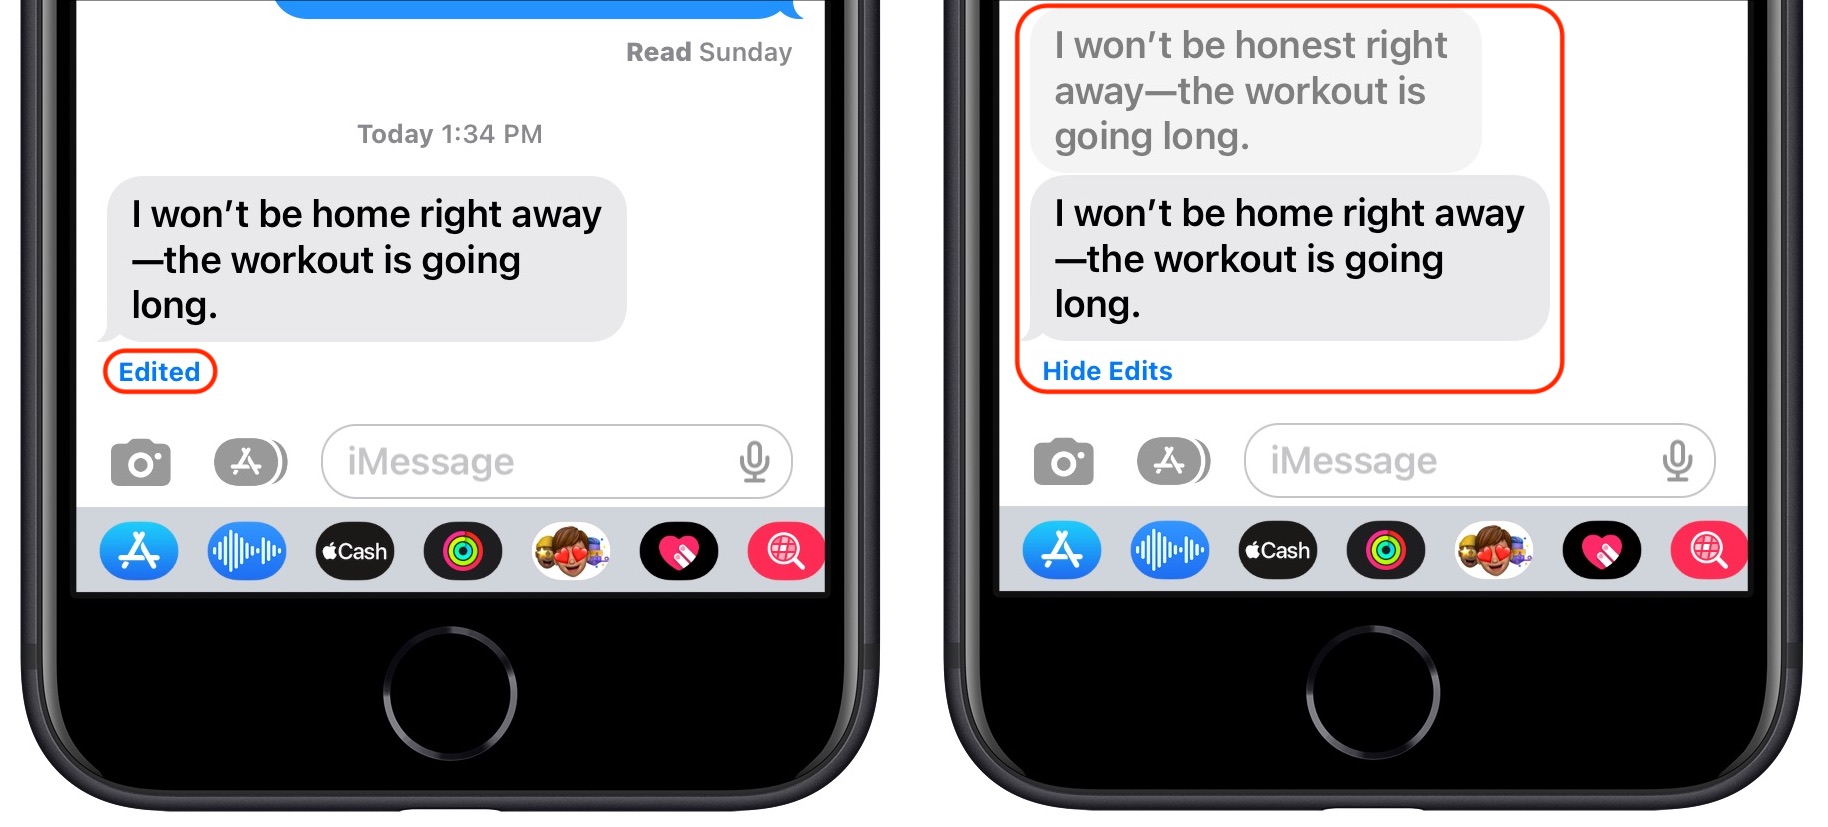 Read Sunday
Today 1:34 PM
I won’t be home right away
—the workout is going
long.
Edited
iMessage
Cash
I won’t be honest right
away—the workout is
going long.
I won’t be home right away
—the workout is going
long.
Hide Edits
iMessage
Cash